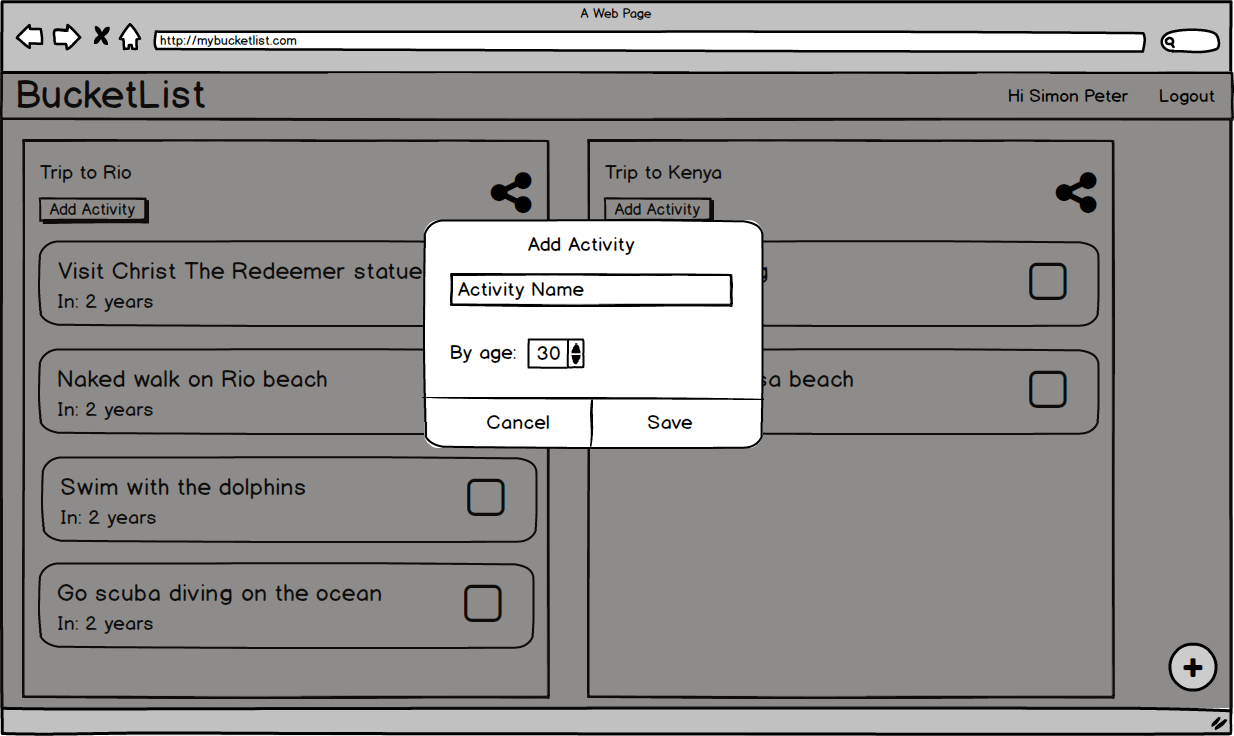 A Web Page
http://mybucketlist.com
BucketList
Hi Simon Peter
Logout
Trip to Rio
Add Activity
Visit Christ The Redeemer statue
In: 2 years
Naked walk on Rio beach
In: 2 years
Swim with the dolphins
In: 2 years
Go scuba diving on the ocean
In: 2 years
Trip to Kenya
Add Activity
beach
Add Activity
Activity Name
By age: 30
Cancel
Save